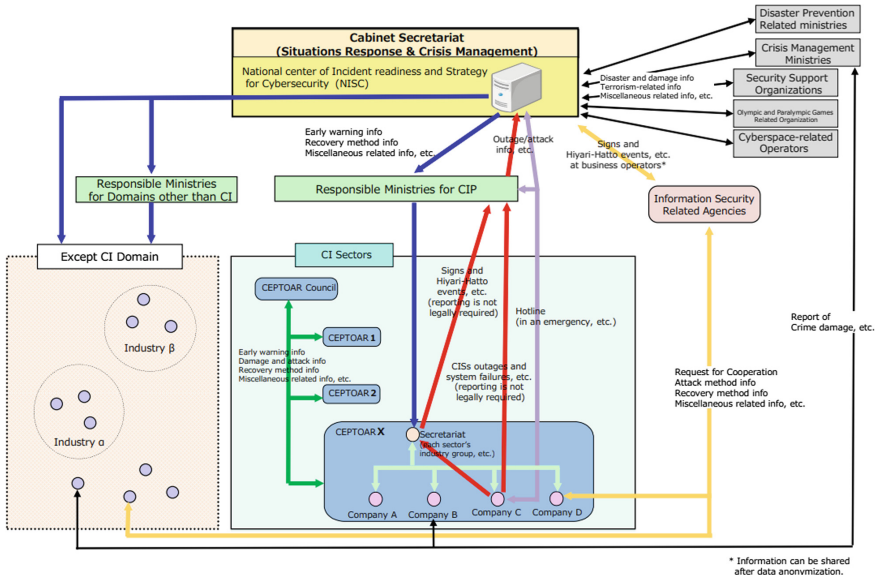 Cabinet Secretariat
(Situations Response & Crisis Management)
National center of Incident readiness and Strategy
for Cybersecurity (NISC)
Disaster Prevention
Related ministries
Crisis Management
Ministries
Security Support
Organizations
Olympic and Paralympic Games
Related Organization
Cyberspace-related
Operators
Disaster and damage info
Terrorism-related info
Miscellaneous related info, etc.
Early warning info
Recovery method info
Miscellaneous related info, etc.
Outage/attack
info, etc.
Signs and
Hiyari-Hatto events, etc.
at business operators*
Responsible Ministries
for Domains other than CI
Responsible Ministries for CIP
Information Security
Related Agencies
Except CI Domain
CI Sectors
Industry β
Industry α
CEPTOAR Council
CEPTOAR 1
CEPTOAR 2
Early warning info
Damage and attack info
Recovery method info
Miscellaneous related info, etc.
Signs and
Hiyari-Hatto
events, etc.
(reporting is not
legally required)
Hotline
(in an emergency, etc.)
CISs outages and
system failures, etc.
(reporting is not
legally required)
CEPTOAR X
Secretariat
(each sector's
industry group, etc.)
Company A
Company B
Company C
Company D
Report of
Crime damage, etc.
Request for Cooperation
Attack method info
Recovery method info
Miscellaneous related info, etc.
* Information can be shared
after data anonymization.